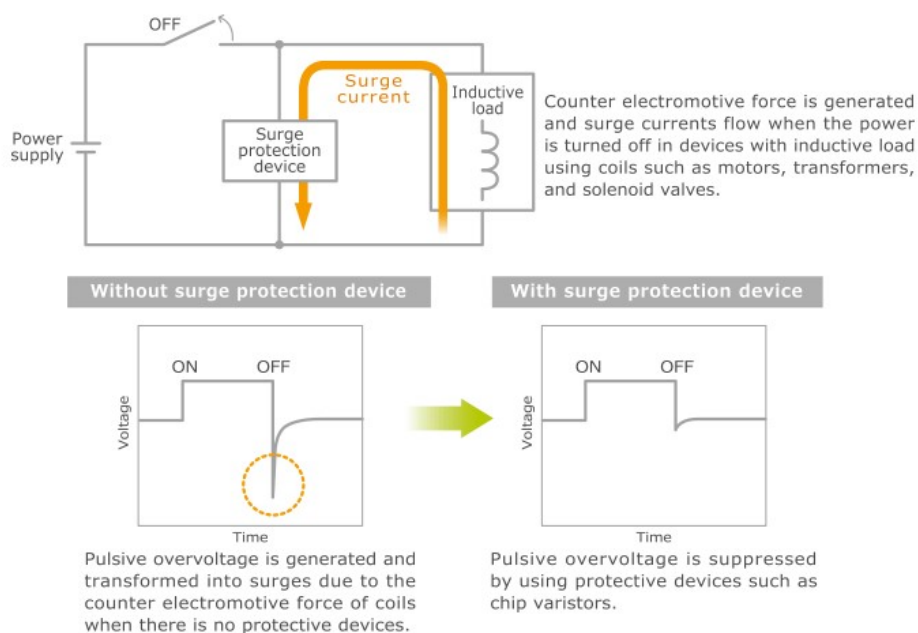 OFF
Surge
current
Inductive
load
Power
supply
Surge
protection
device
Counter electromotive force is generated
and surge currents flow when the power
is turned off in devices with inductive load
using coils such as motors, transformers,
and solenoid valves.
Without surge protection device
With surge protection device
ON
OFF
Voltage
Time
ON
OFF
Voltage
Time
Pulsive overvoltage is generated and
transformed into surges due to the
counter electromotive force of coils
when there is no protective devices.
Pulsive overvoltage is suppressed
by using protective devices such as
chip varistors.